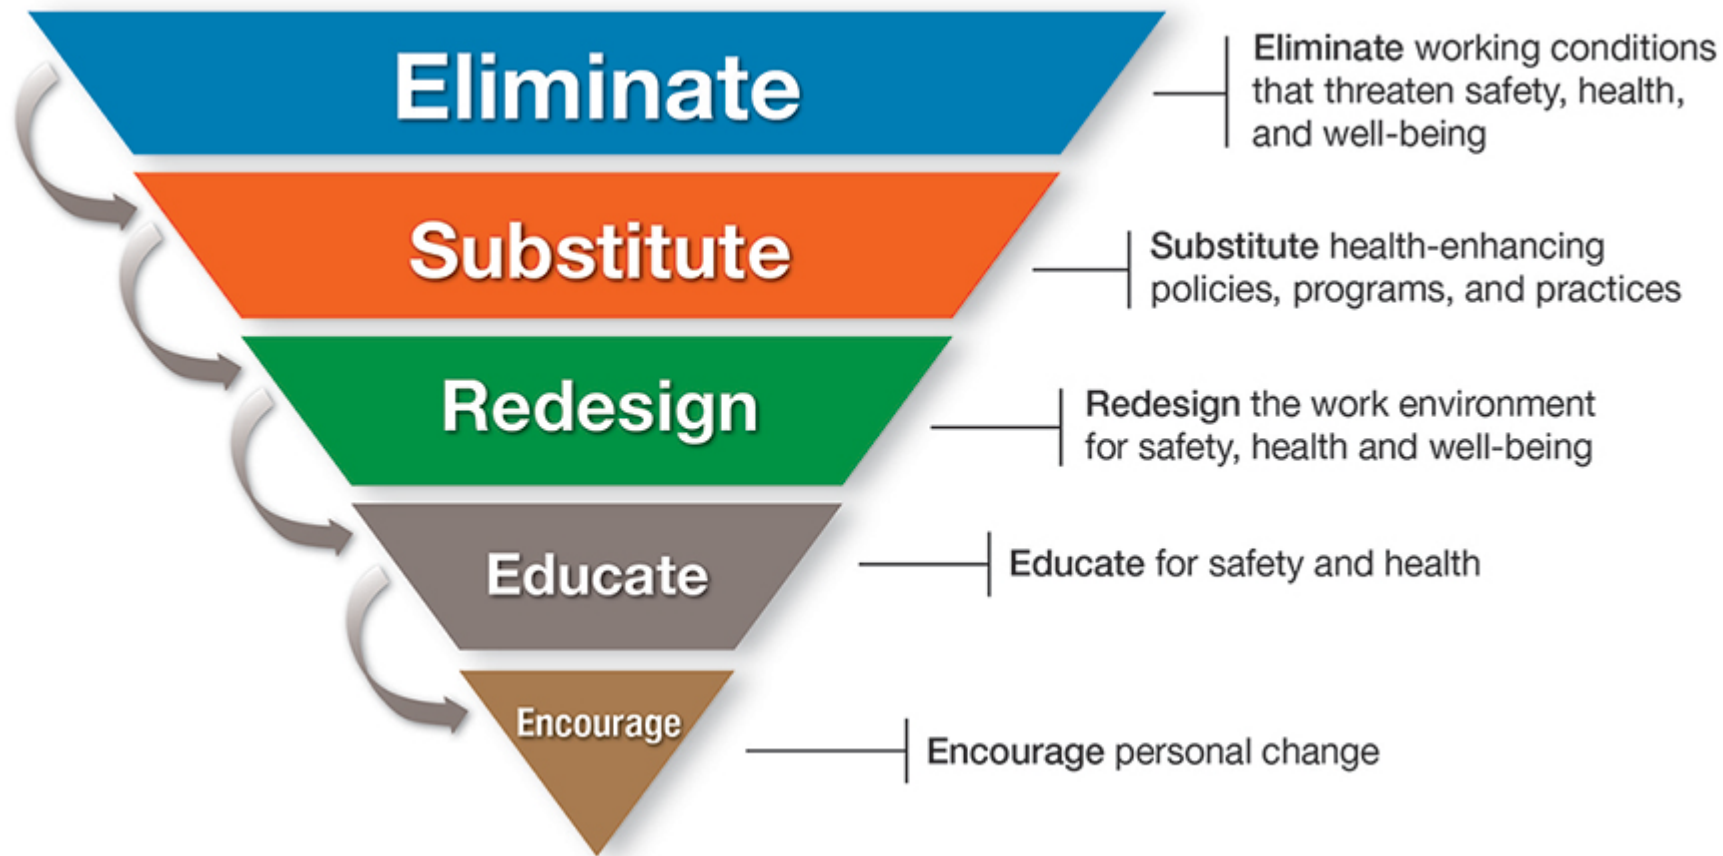 Eliminate
Eliminate working conditions
that threaten safety, health,
and well-being
Substitute
Substitute health-enhancing
policies, programs, and practices
Redesign
Redesign the work environment
for safety, health and well-being
Educate
Educate for safety and health
Encourage
Encourage personal change